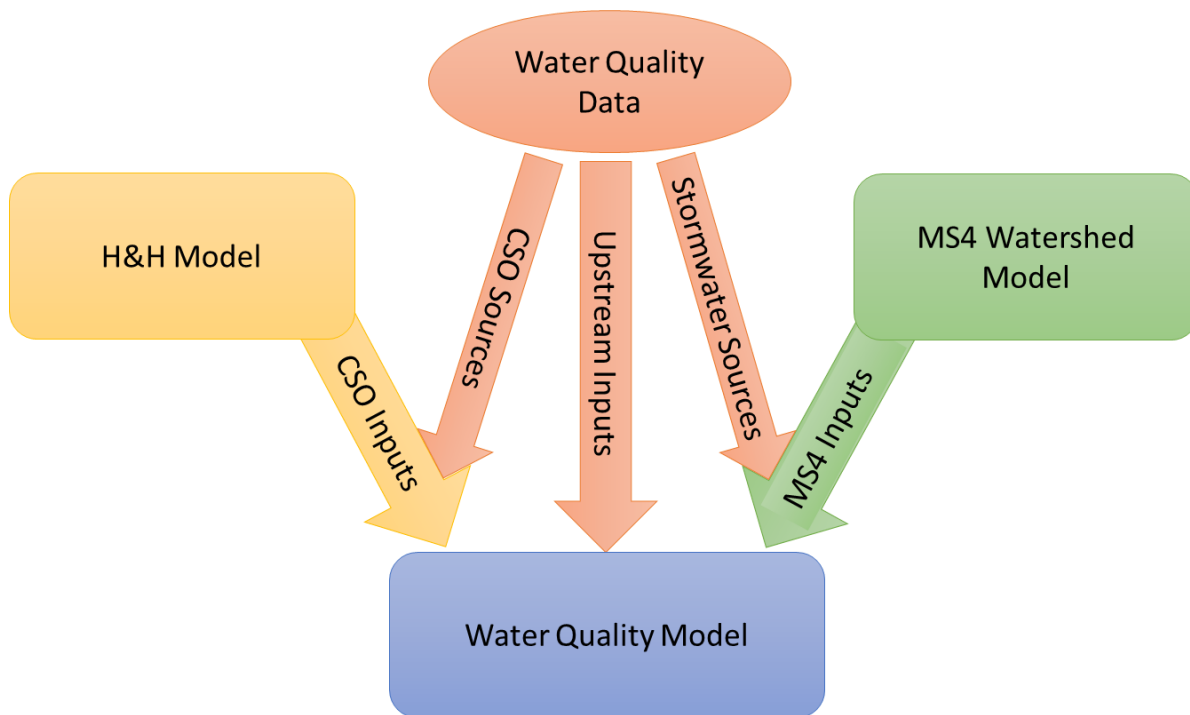 Water Quality
Data
H&H Model
MS4 Watershed
Model
CSO Inputs
CSO Sources
Upstream Inputs
Stormwater Sources
MS4 Inputs
Water Quality Model